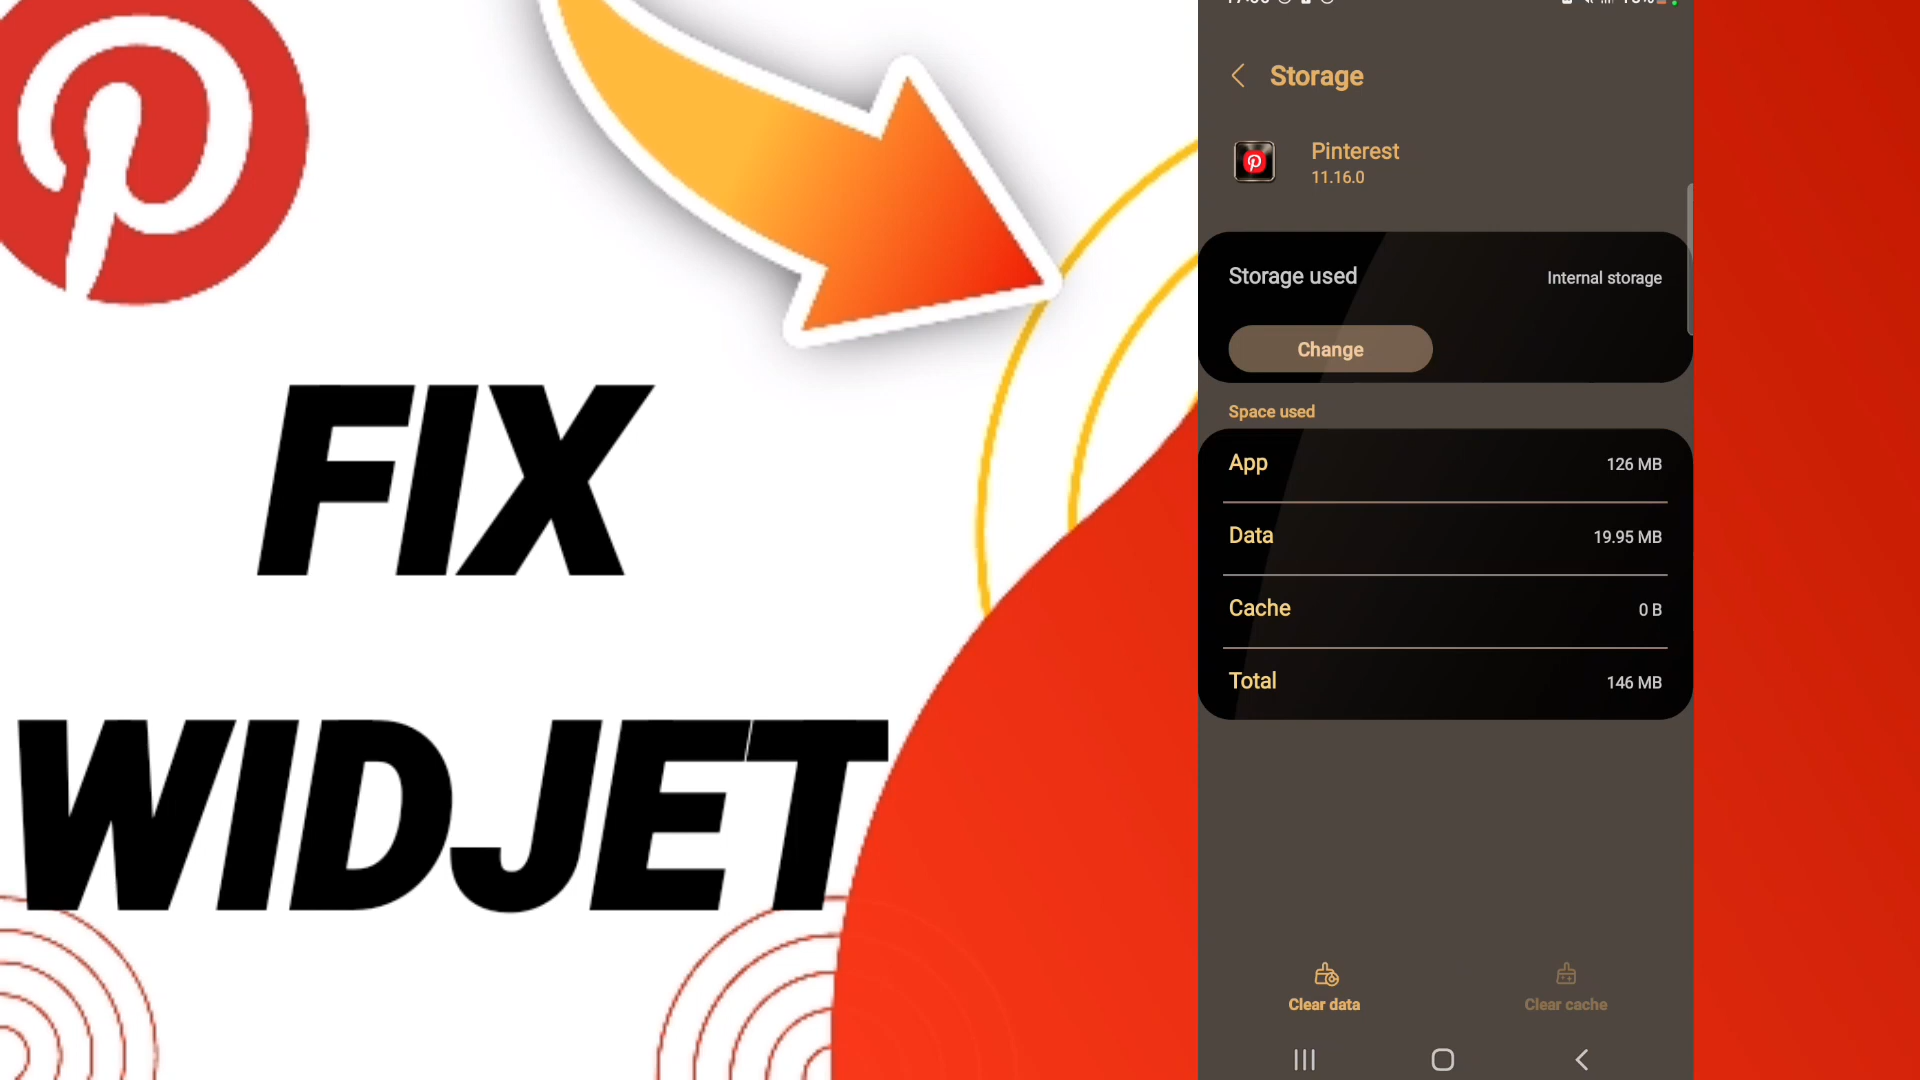 FIX
WIDJET
Storage
Pinterest
11.16.0
Storage used
Internal storage
Change
Space used
App
126 MB
Data
19.95 MB
Cache
0 B
Total
146 MB
Clear data
Clear cache